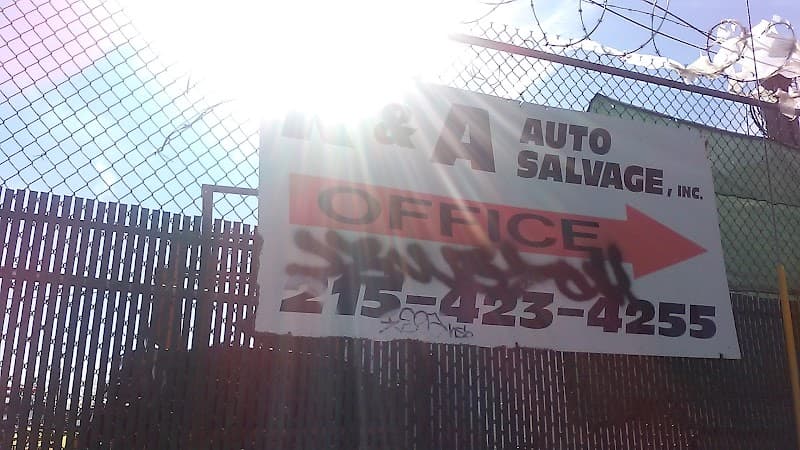 & A AUTO
SALVAGE, INC.
OFFICE
215-423-4255